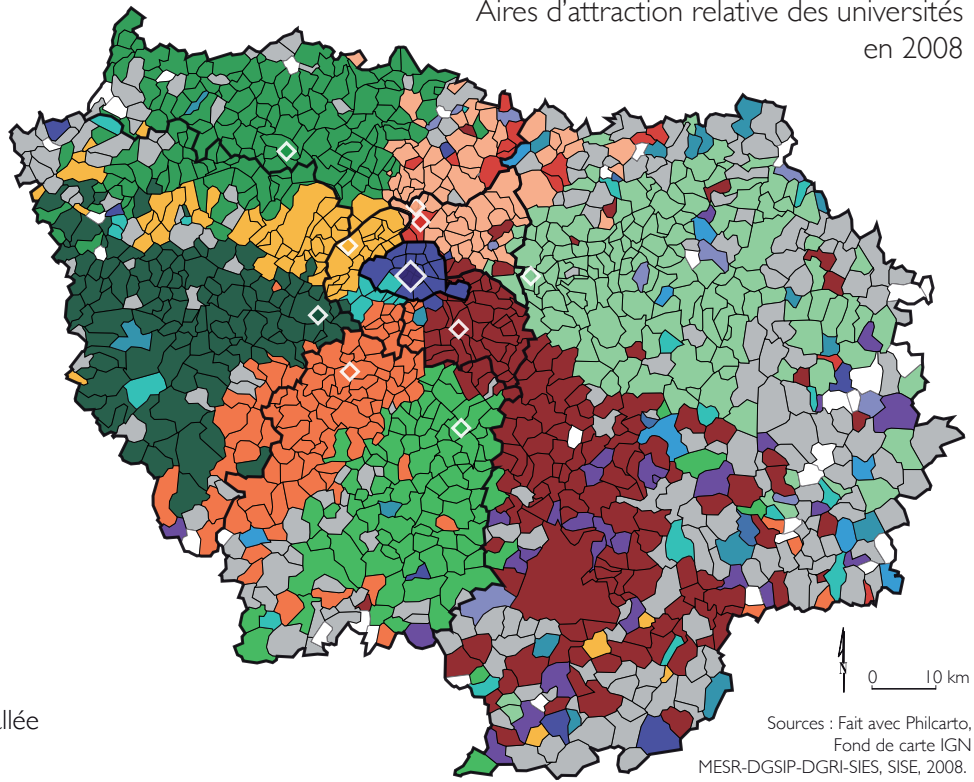 Aires d'attraction relative des universités
en 2008
N
0 10 km
llée
Sources : Fait avec Philcarto,
Fond de carte IGN
MESR-DGSIP-DGRI-SIES, SISE, 2008.